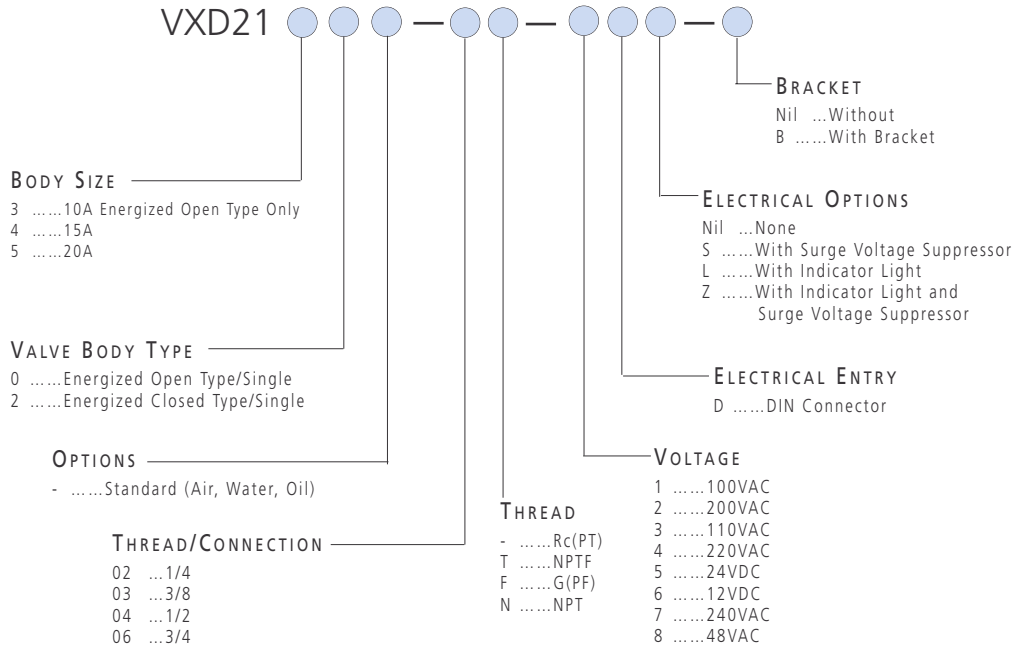 VXD21 — — —
BRACKET
Nil ...Without
B ......With Bracket
BODY SIZE
3 ......10A Energized Open Type Only
4 ......15A
5 ......20A
ELECTRICAL OPTIONS
Nil ...None
S ......With Surge Voltage Suppressor
L ......With Indicator Light
Z ......With Indicator Light and
Surge Voltage Suppressor
VALVE BODY TYPE
0 ......Energized Open Type/Single
2 ......Energized Closed Type/Single
ELECTRICAL ENTRY
D ......DIN Connector
OPTIONS
- ......Standard (Air, Water, Oil)
VOLTAGE
1 ......100VAC
2 ......200VAC
3 ......110VAC
4 ......220VAC
5 ......24VDC
6 ......12VDC
7 ......240VAC
8 ......48VAC
THREAD
- ......Rc(PT)
T ......NPTF
F ......G(PF)
N ......NPT
THREAD/CONNECTION
02 ...1/4
03 ...3/8
04 ...1/2
06 ...3/4